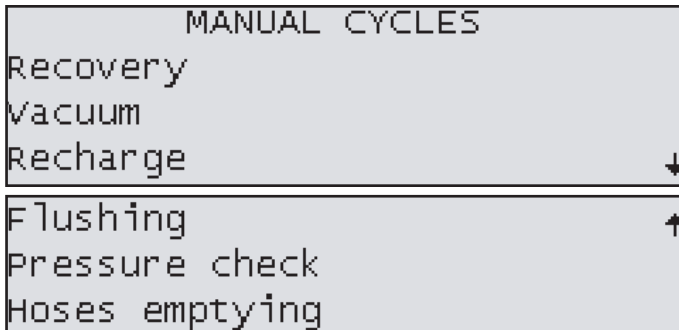 MANUAL CYCLES
Recovery
Vacuum
Recharge ↓
Flushing ↑
Pressure check
Hoses emptying